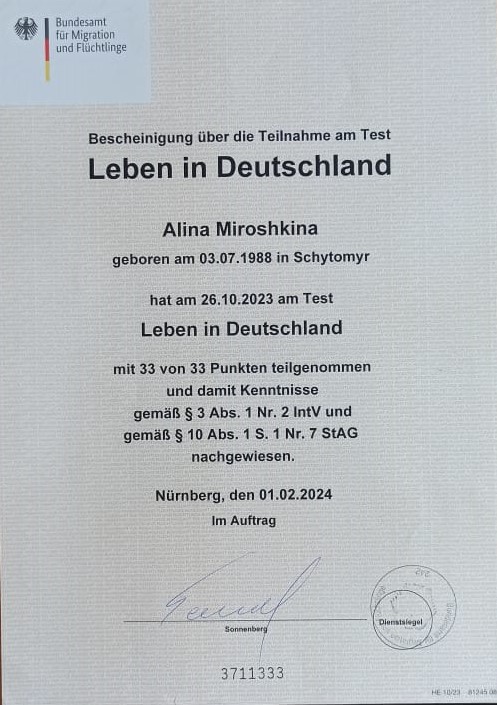 Bundesamt
für Migration
und Flüchtlinge
Bescheinigung über die Teilnahme am Test
Leben in Deutschland
Alina Miroshkina
geboren am 03.07.1988 in Schytomyr
hat am 26.10.2023 am Test
Leben in Deutschland
mit 33 von 33 Punkten teilgenommen
und damit Kenntnisse
gemäß § 3 Abs. 1 Nr. 2 IntV und
gemäß § 10 Abs. 1 S. 1 Nr. 7 StAG
nachgewiesen.
Nürnberg, den 01.02.2024
Im Auftrag
Sonnenberg
Dienstsiegel
3711333
HE 10/23